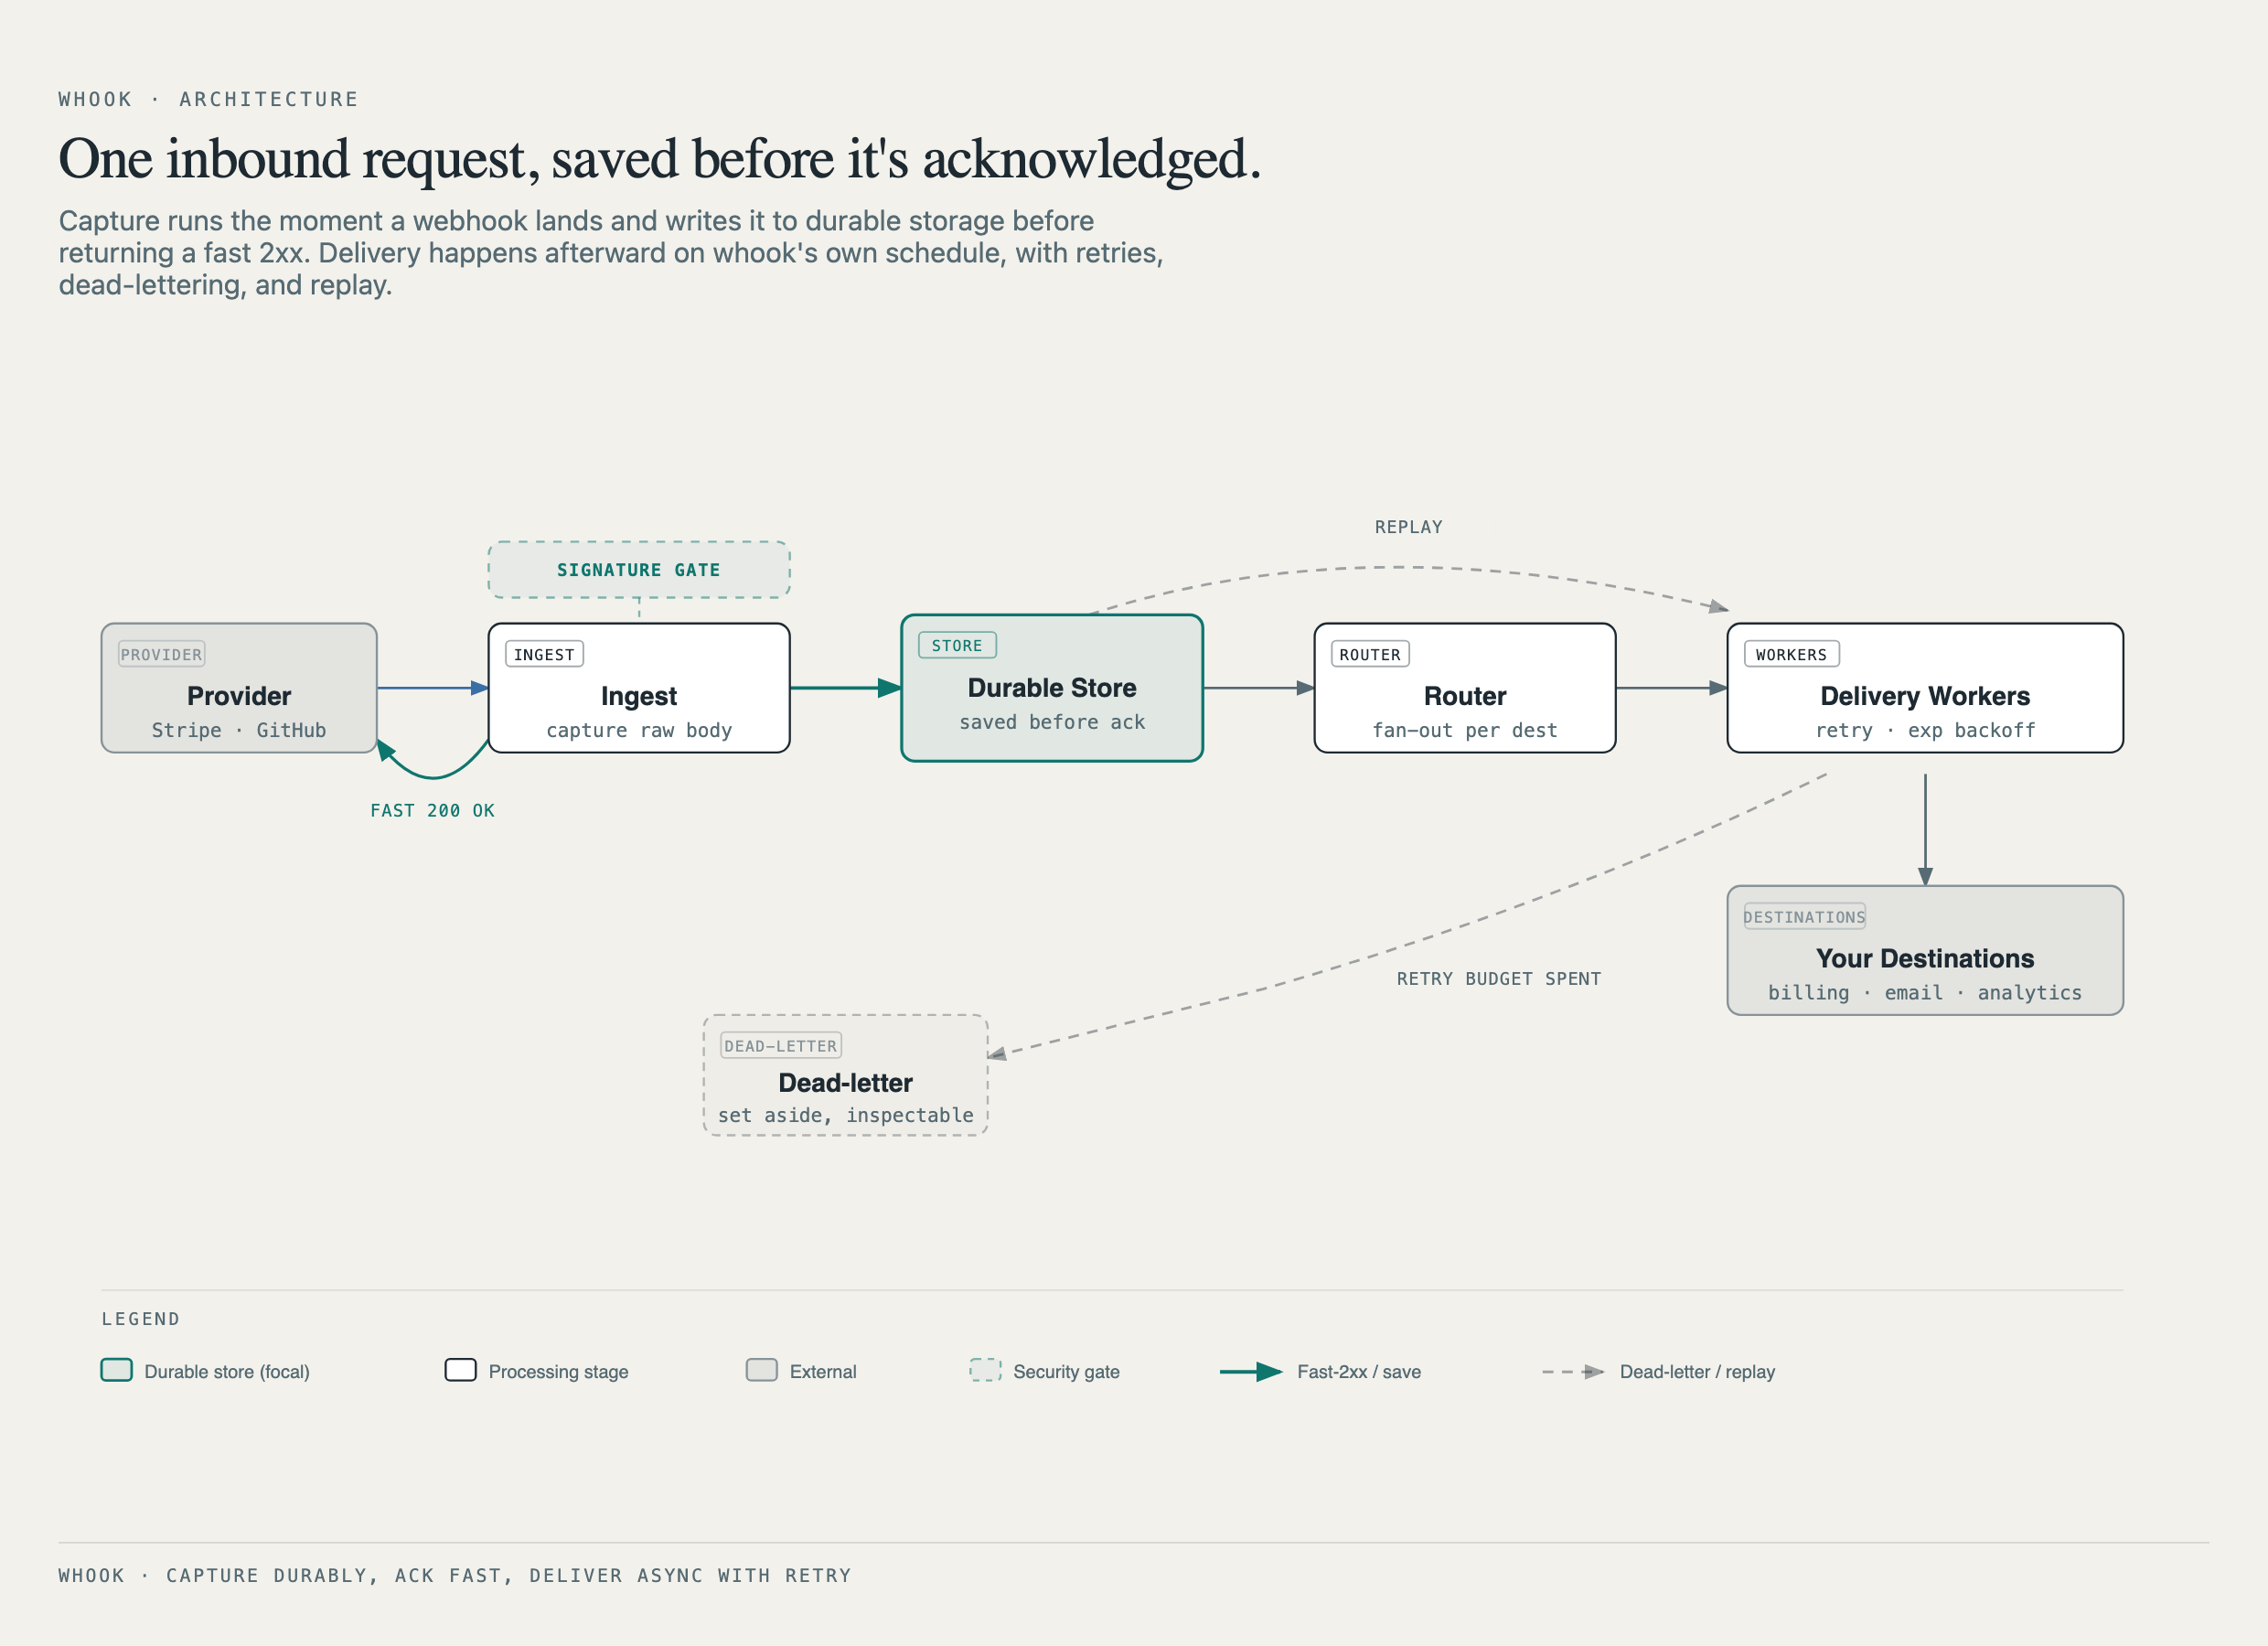 WHOOK · ARCHITECTURE
One inbound request, saved before it's acknowledged.
Capture runs the moment a webhook lands and writes it to durable storage before
returning a fast 2xx. Delivery happens afterward on whook's own schedule, with retries,
dead-lettering, and replay.
REPLAY
SIGNATURE GATE
PROVIDER
Provider
Stripe · GitHub
INGEST
Ingest
capture raw body
STORE
Durable Store
saved before ack
ROUTER
Router
fan-out per dest
WORKERS
Delivery Workers
retry · exp backoff
FAST 200 OK
DESTINATIONS
Your Destinations
billing · email · analytics
RETRY BUDGET SPENT
DEAD-LETTER
Dead-letter
set aside, inspectable
LEGEND
Durable store (focal)
Processing stage
External
Security gate
Fast-2xx / save
Dead-letter / replay
WHOOK · CAPTURE DURABLY, ACK FAST, DELIVER ASYNC WITH RETRY